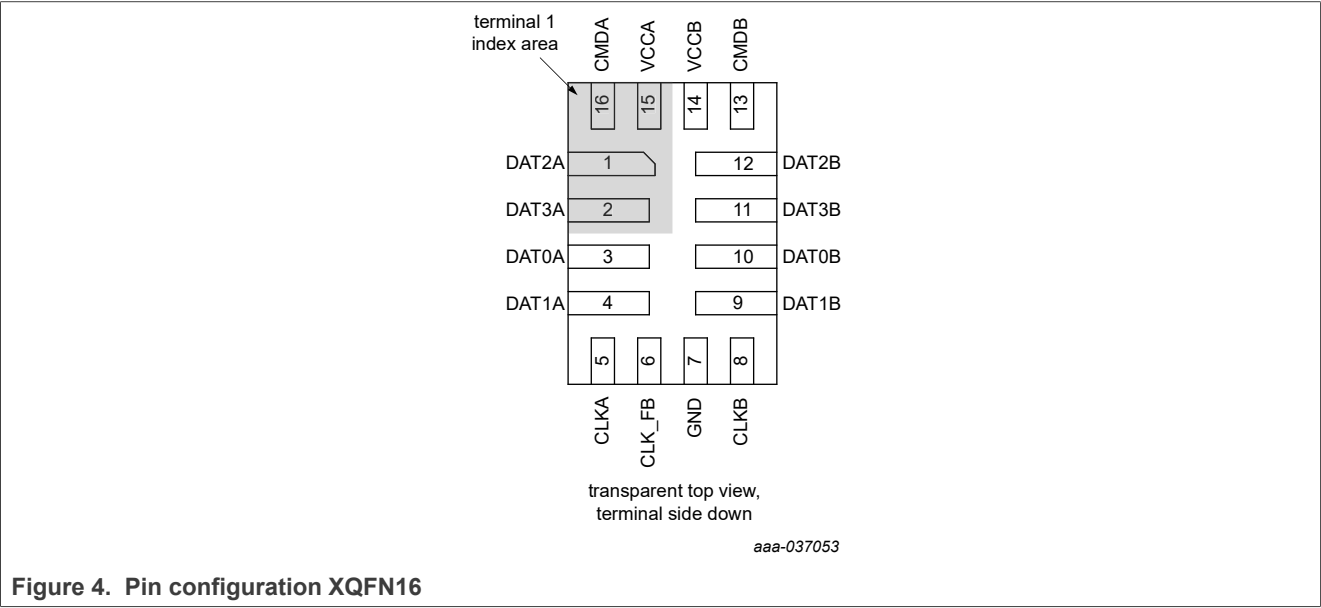 terminal 1
index area
CMDA
VCCA
VCCB
CMDB
16
15
14
13
DAT2A 1 12 DAT2B
DAT3A 2 11 DAT3B
DAT0A 3 10 DAT0B
DAT1A 4 9 DAT1B
5
6
7
8
CLKA
CLK_FB
GND
CLKB
transparent top view,
terminal side down
aaa-037053
Figure 4. Pin configuration XQFN16